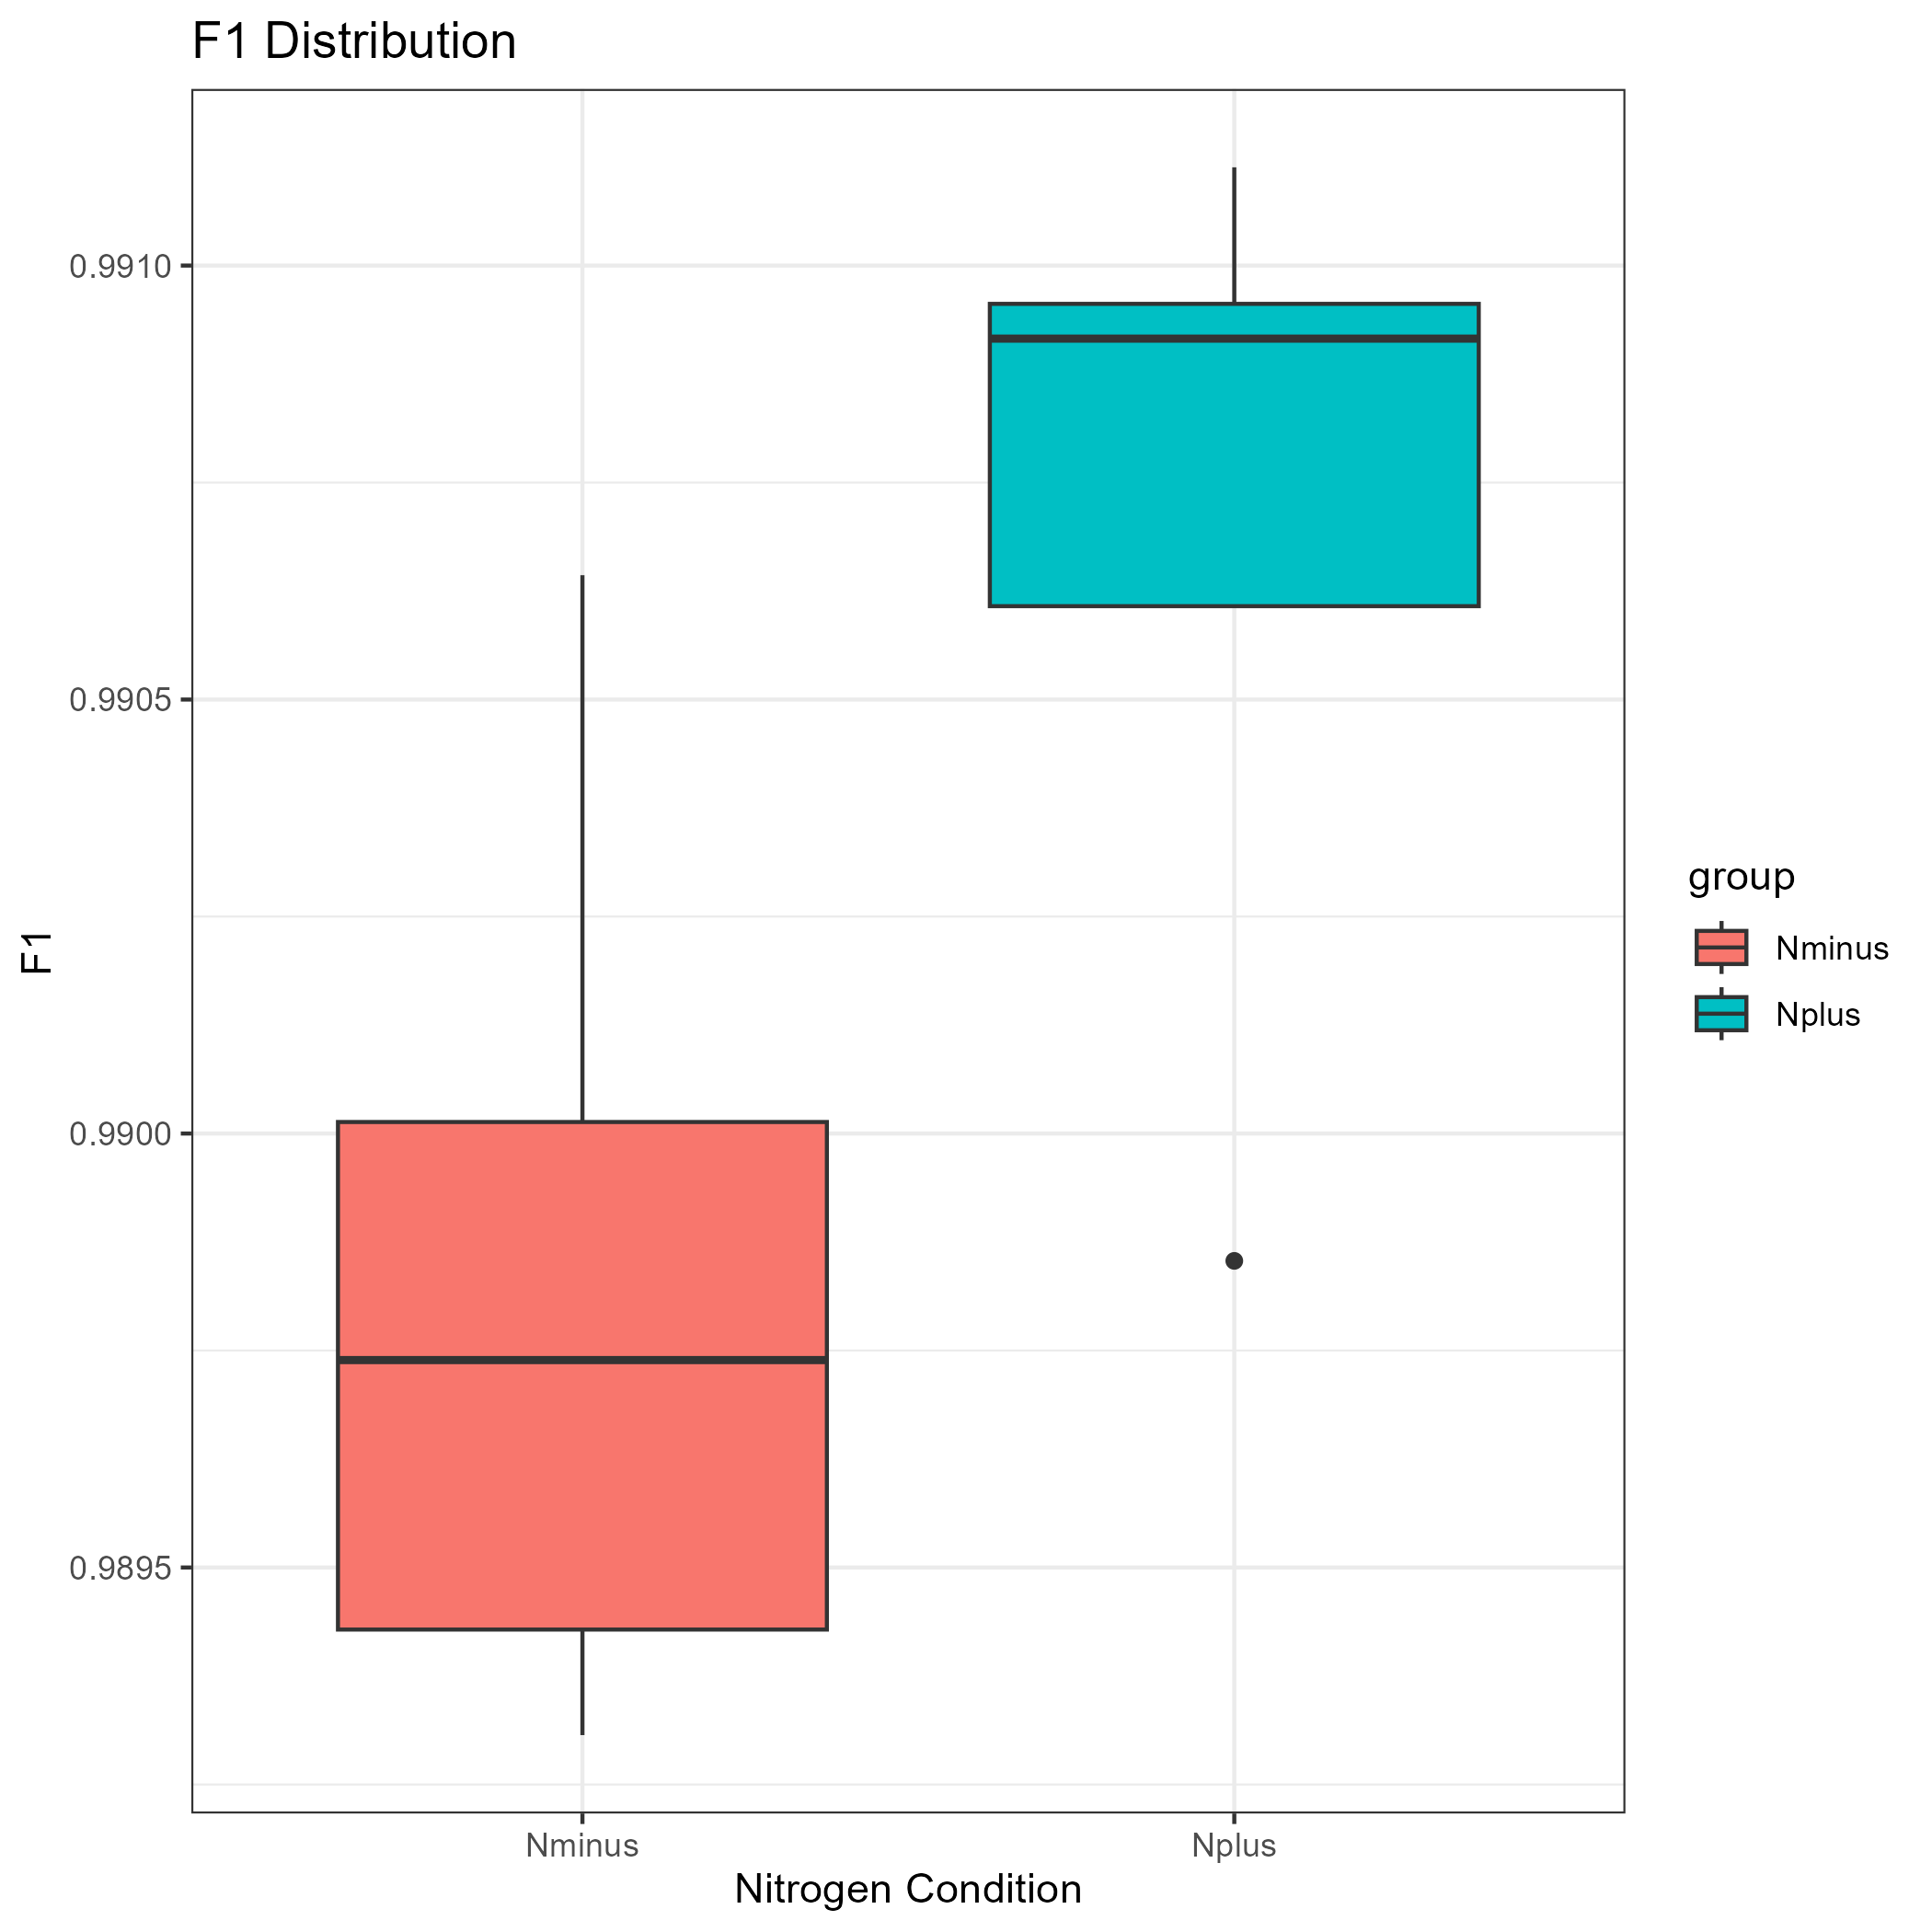 F1 Distribution
0.9910
0.9905
0.9900
0.9895
F1
Nminus
Nplus
Nitrogen Condition
group
Nminus
Nplus